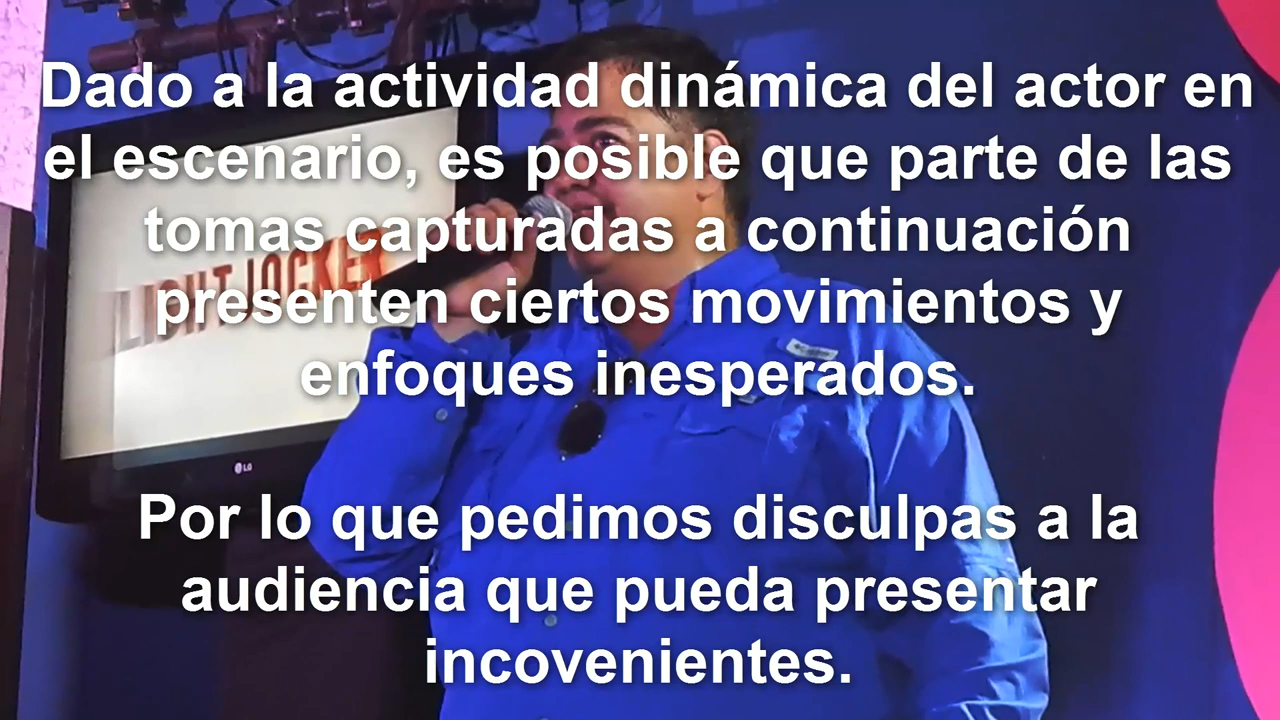 Dado a la actividad dinámica del actor en
el escenario, es posible que parte de las
tomas capturadas a continuación
presenten ciertos movimientos y
enfoques inesperados.
Por lo que pedimos disculpas a la
audiencia que pueda presentar
incovenientes.
LG